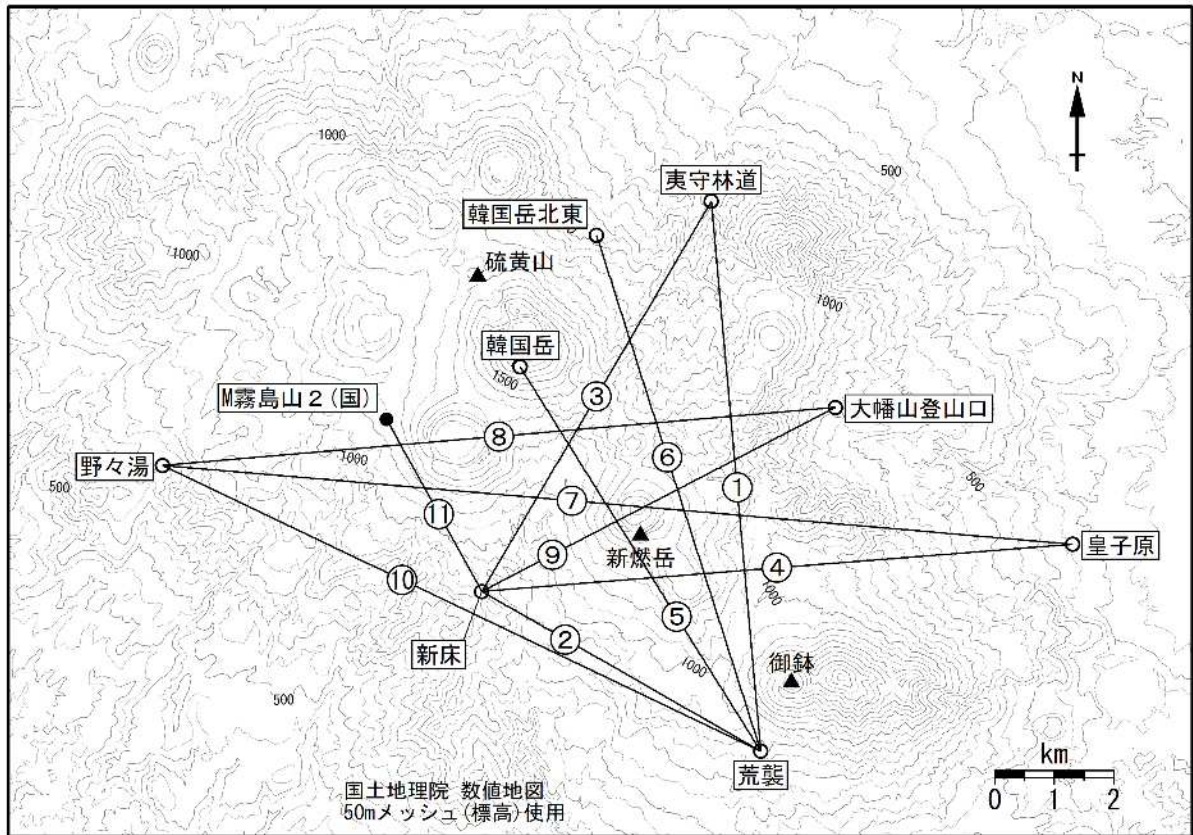 N
1000
夷守林道
500
韓国岳北東
1000
硫黄山
1000
韓国岳
1500
③
M霧島山2(国)
大幡山登山口
⑧
1000
⑥
野々湯
500
500
①
⑪
⑦
新燃岳
皇子原
⑨
④
⑩
1000
⑤
②
新床
1000
御鉢
500
荒襲
km
0 1 2
国土地理院 数値地図
50mメッシュ(標高)使用